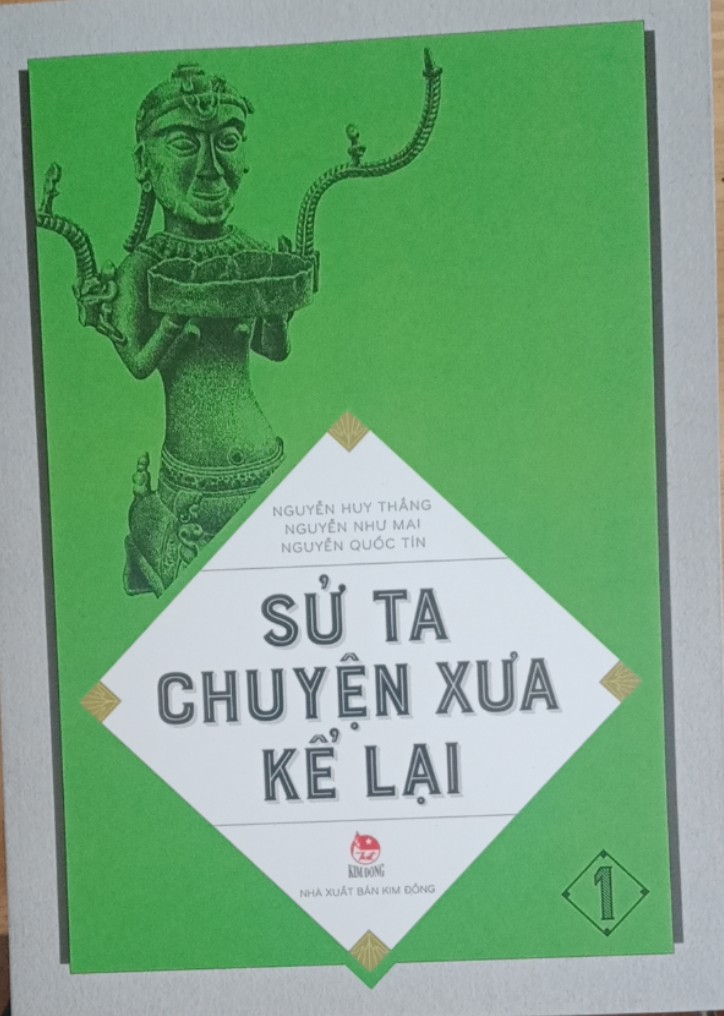 NGUYỄN HUY THẮNG
NGUYỄN NHƯ MAI
NGUYỄN QUỐC TÍN
SỬ TA
CHUYỆN XƯA
KỂ LẠI
KIM ĐỒNG
NHÀ XUẤT BẢN KIM ĐỒNG
1